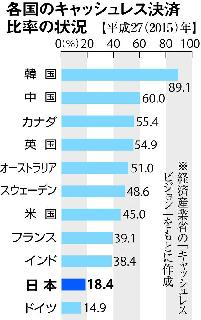 各国のキャッシュレス決済
比率の状況 【平成27(2015)年】
0(%)20 40 60 80 100
韓国 89.1
中国 60.0
カナダ 55.4
英国 54.9
オーストラリア 51.0
スウェーデン 48.6
米国 45.0
フランス 39.1
インド 38.4
日本 18.4
ドイツ 14.9
※経済産業省の「キャッシュレス
ビジョン」をもとに作成